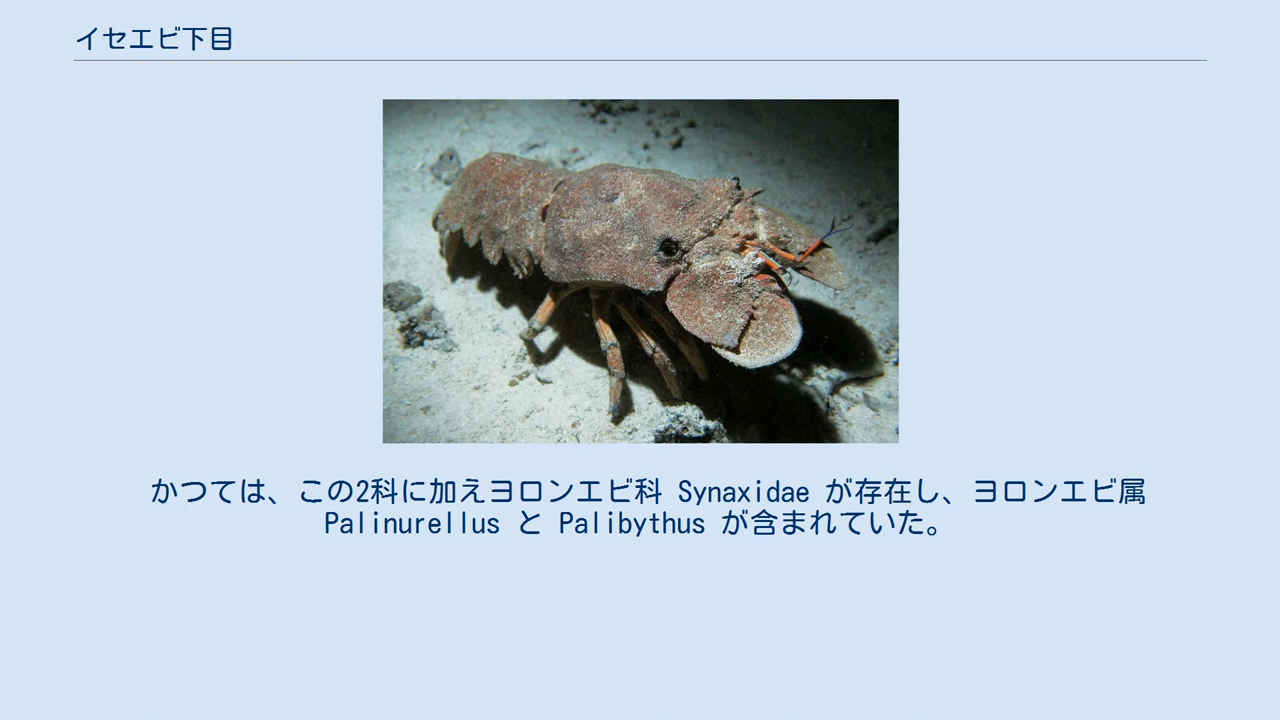 イセエビ下目
かつては、この2科に加えヨロンエビ科 Synaxidae が存在し、ヨロンエビ属
Palinurellus と Palibythus が含まれていた。